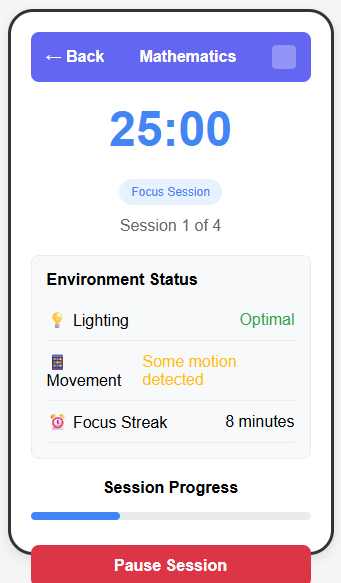 ← Back Mathematics
25:00
Focus Session
Session 1 of 4
Environment Status
Lighting Optimal
Movement Some motion
detected
Focus Streak 8 minutes
Session Progress
Pause Session